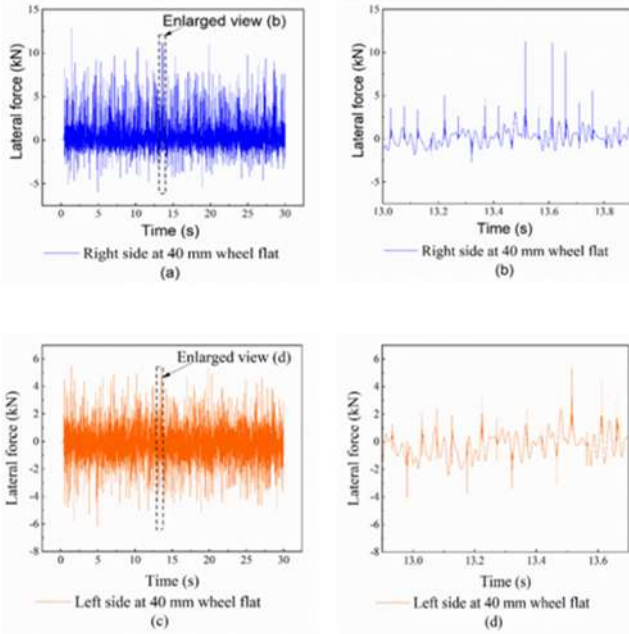 Enlarged view (b)
15
10
5
0
-5
Lateral force (kN)
0 5 10 15 20 25 30
Time (s)
Right side at 40 mm wheel flat
(a)
15
10
5
0
-5
Lateral force (kN)
13.0 13.2 13.4 13.6 13.8
Time (s)
Right side at 40 mm wheel flat
(b)
Enlarged view (d)
6
4
2
0
-2
-4
-6
-8
Lateral force (kN)
0 5 10 15 20 25 30
Time (s)
Left side at 40 mm wheel flat
(c)
6
4
2
0
-2
-4
-6
-8
Lateral force (kN)
13.0 13.2 13.4 13.6
Time (s)
Left side at 40 mm wheel flat
(d)